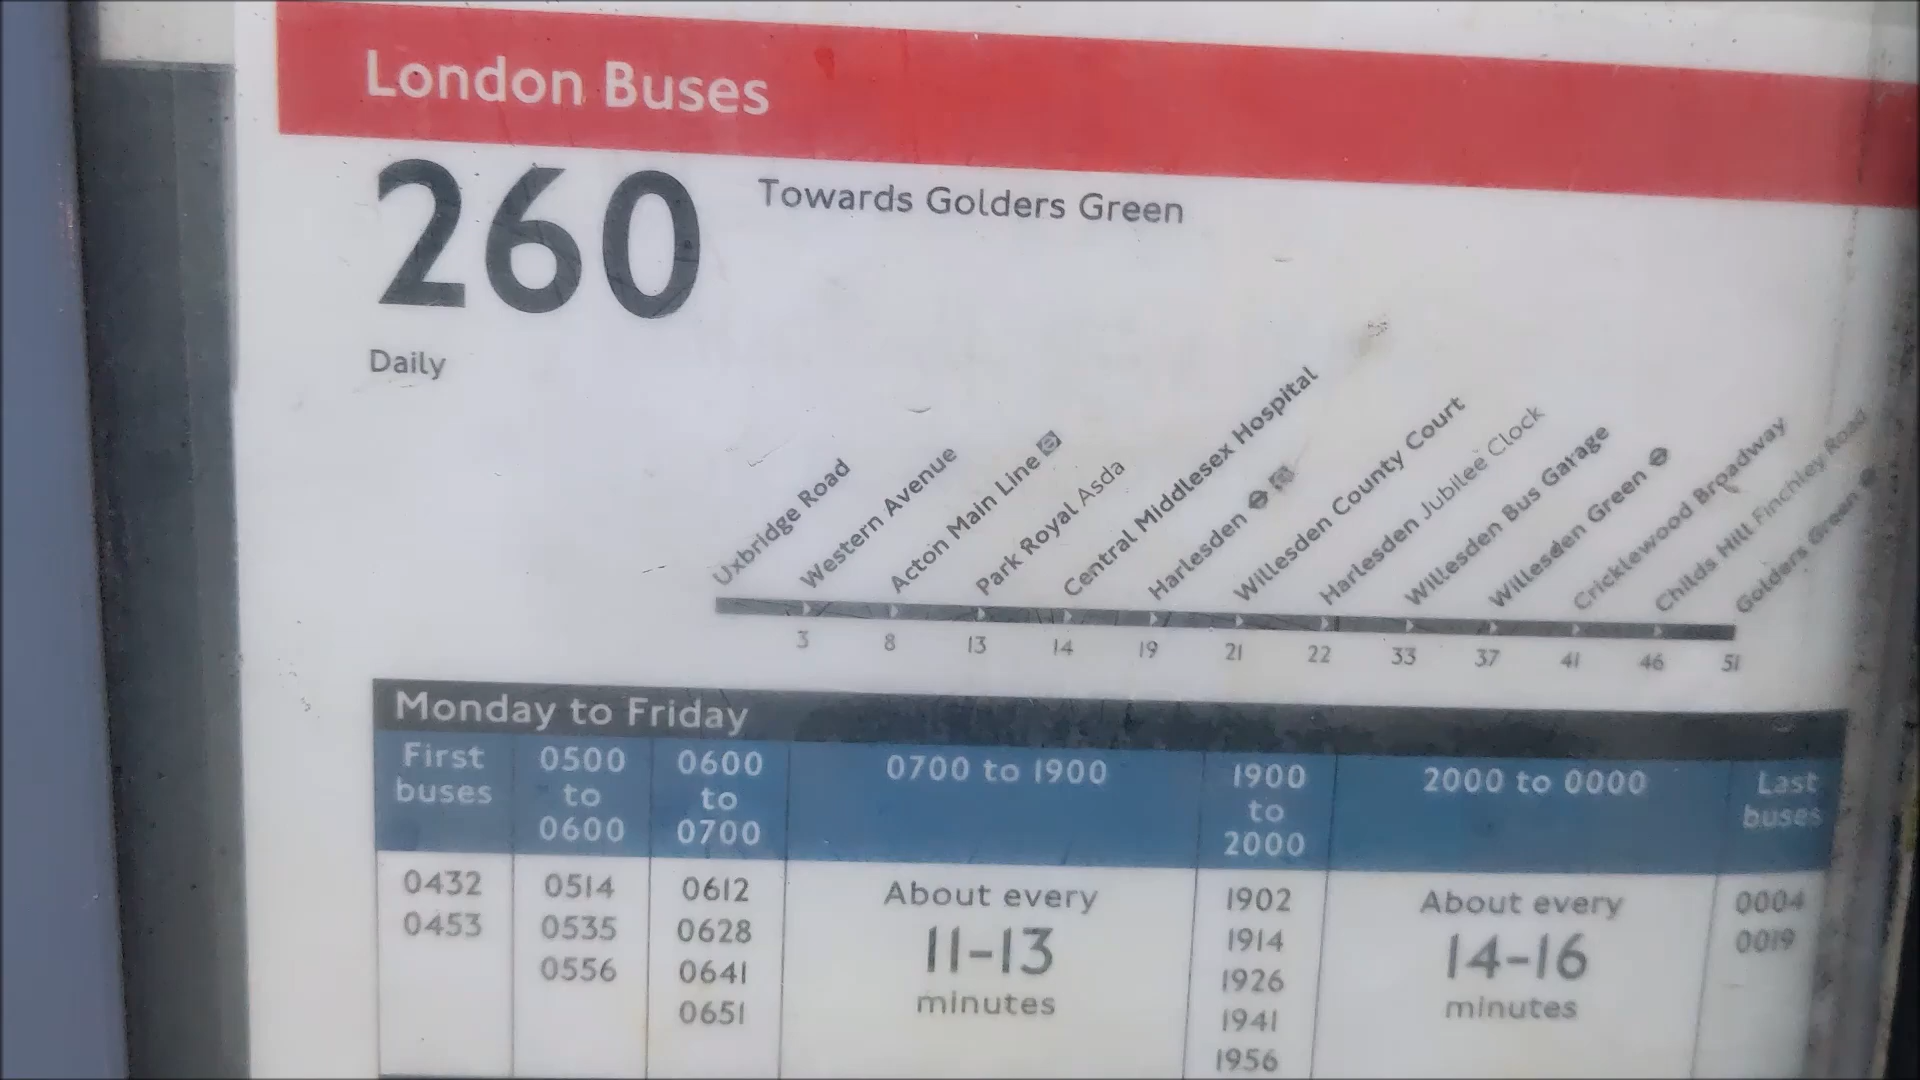 London Buses
260
Towards Golders Green
Daily
Uxbridge Road
Western Avenue
Acton Main Line
Park Royal Asda
Central Middlesex Hospital
Harlesden
Willesden County Court
Harlesden Jubilee Clock
Willesden Bus Garage
Willesden Green
Cricklewood Broadway
Childs Hill Finchley Road
Golders Green
3 8 13 14 19 21 22 33 37 41 46 51
Monday to Friday
First buses
0500 to 0600
0600 to 0700
0700 to 1900
1900 to 2000
2000 to 0000
Last buses
0432 0514 0612 About every 1902 About every 0004
0453 0535 0628 11-13 1914 14-16 0019
0556 0641 minutes 1926 minutes
0651 1941
1956